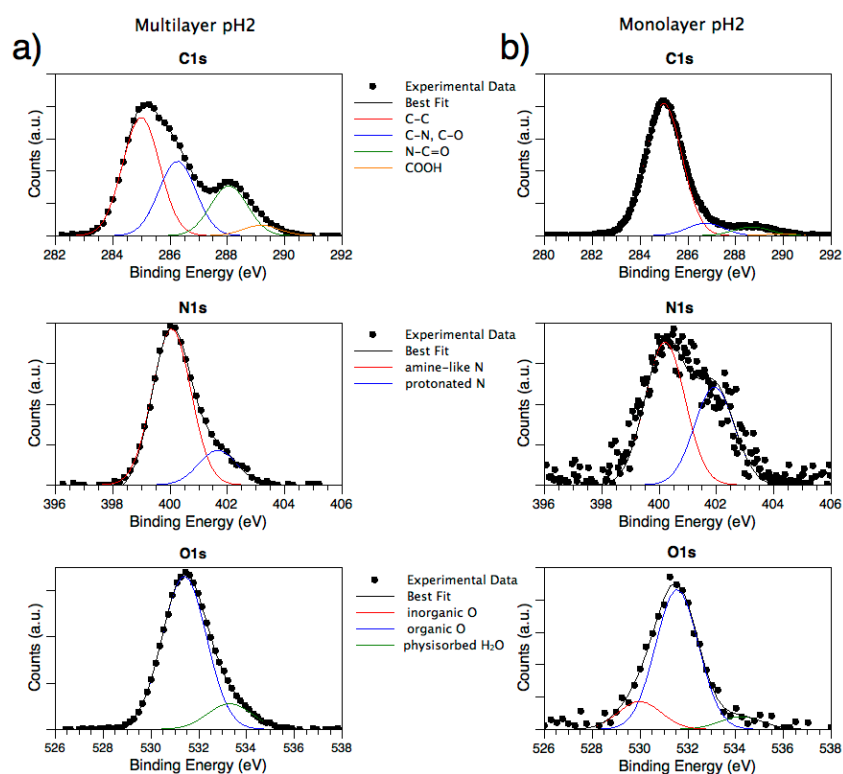 Multilayer pH2
Monolayer pH2
a)
b)
C1s
Counts (a.u.)
282 284 286 288 290 292
Binding Energy (eV)
Experimental Data
Best Fit
C-C
C-N, C-O
N-C=O
COOH
C1s
Counts (a.u.)
280 282 284 286 288 290 292
Binding Energy (eV)
N1s
Counts (a.u.)
396 398 400 402 404 406
Binding Energy (eV)
Experimental Data
Best Fit
amine-like N
protonated N
N1s
Counts (a.u.)
396 398 400 402 404 406
Binding Energy (eV)
O1s
Counts (a.u.)
526 528 530 532 534 536 538
Binding Energy (eV)
Experimental Data
Best Fit
inorganic O
organic O
physisorbed H₂O
O1s
Counts (a.u.)
526 528 530 532 534 536 538
Binding Energy (eV)